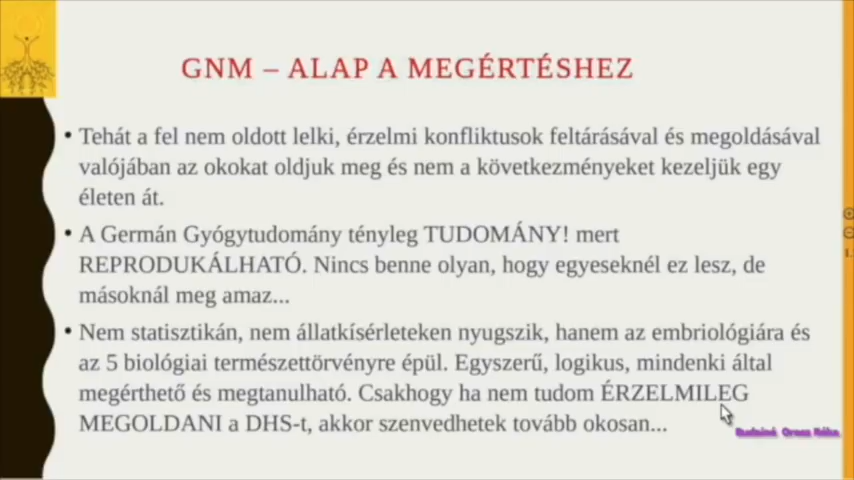 GNM – ALAP A MEGÉRTÉSHEZ
• Tehát a fel nem oldott lelki, érzelmi konfliktusok feltárásával és megoldásával
valójában az okokat oldjuk meg és nem a következményeket kezeljük egy
életen át.
• A Germán Gyógytudomány tényleg TUDOMÁNY! mert
REPRODUKÁLHATÓ. Nincs benne olyan, hogy egyeseknél ez lesz, de
másoknál meg amaz...
• Nem statisztikán, nem állatkísérleteken nyugszik, hanem az embriológiára és
az 5 biológiai természettörvényre épül. Egyszerű, logikus, mindenki által
megérthető és megtanulható. Csakhogy ha nem tudom ÉRZELMILEG
MEGOLDANI a DHS-t, akkor szenvedhetek tovább okosan...